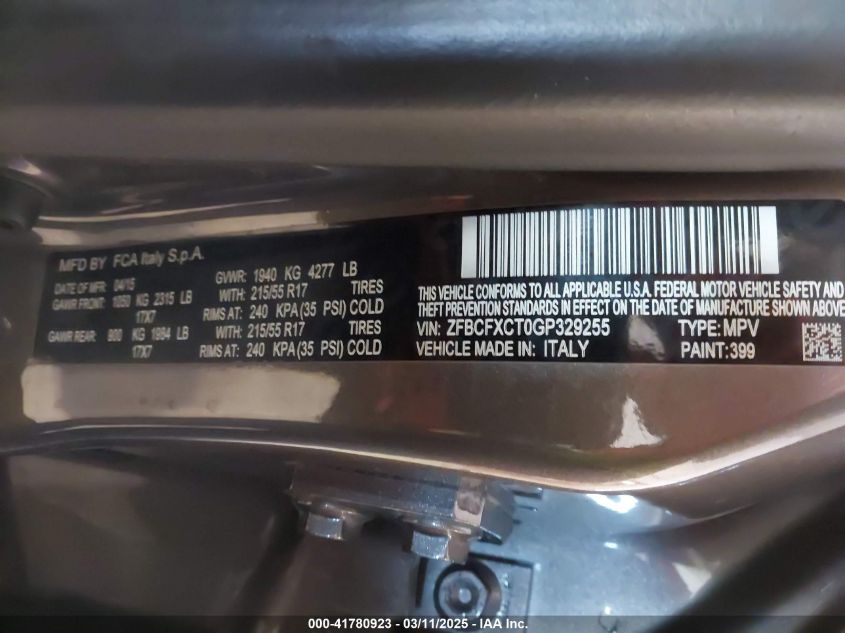 MFD BY FCA Italy S.p.A.
DATE OF MFR 04/15 GVWR: 1940 KG 4277 LB
GAWR FRONT: 1050 KG 2315 LB WITH: 215/55 R17 TIRES
17X7 RIMS AT: 240 KPA (35 PSI) COLD
GAWR REAR: 900 KG 1984 LB WITH: 215/55 R17 TIRES
17X7 RIMS AT: 240 KPA (35 PSI) COLD
THIS VEHICLE CONFORMS TO ALL APPLICABLE U.S.A. FEDERAL MOTOR VEHICLE SAFETY AND
THEFT PREVENTION STANDARDS IN EFFECT ON THE DATE OF MANUFACTURE SHOWN ABOVE
VIN: ZFBCFXCT0GP329255 TYPE: MPV
VEHICLE MADE IN: ITALY PAINT: 399
000-41780923 / 03/11/2025 - IAA Inc.